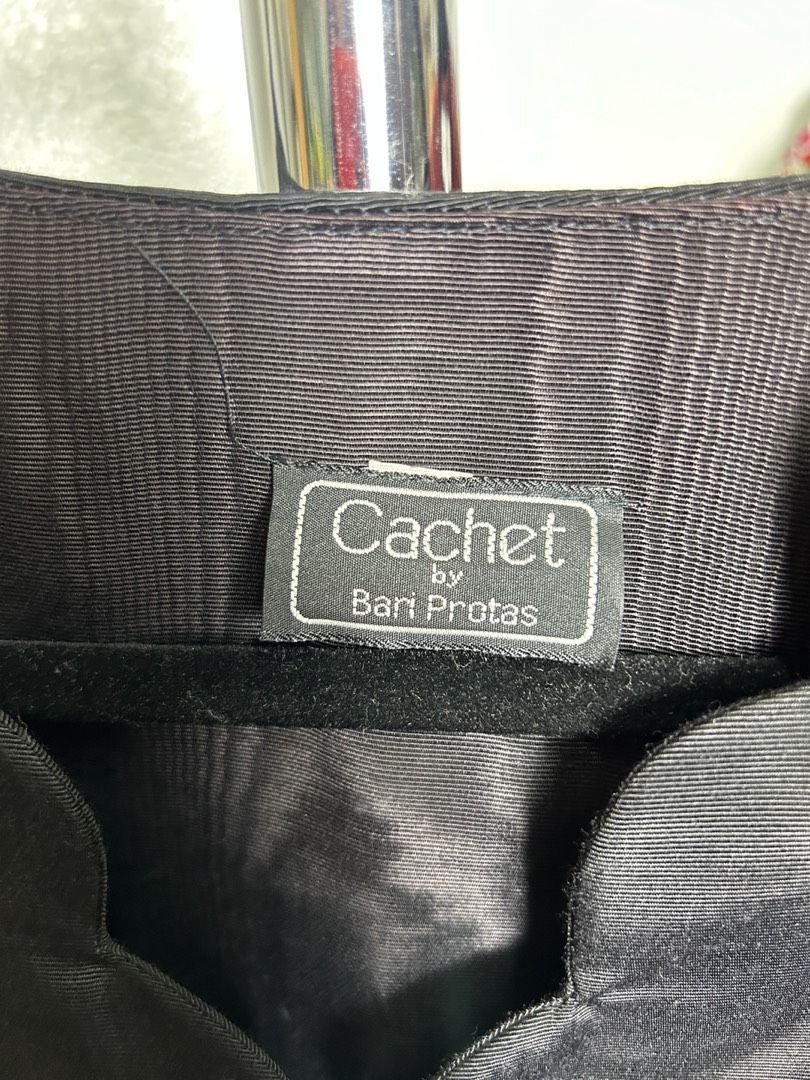 Cachet
by
Bari Protas